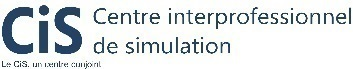 CiS Centre interprofessionnel
de simulation
Le CiS, un centre conjoint